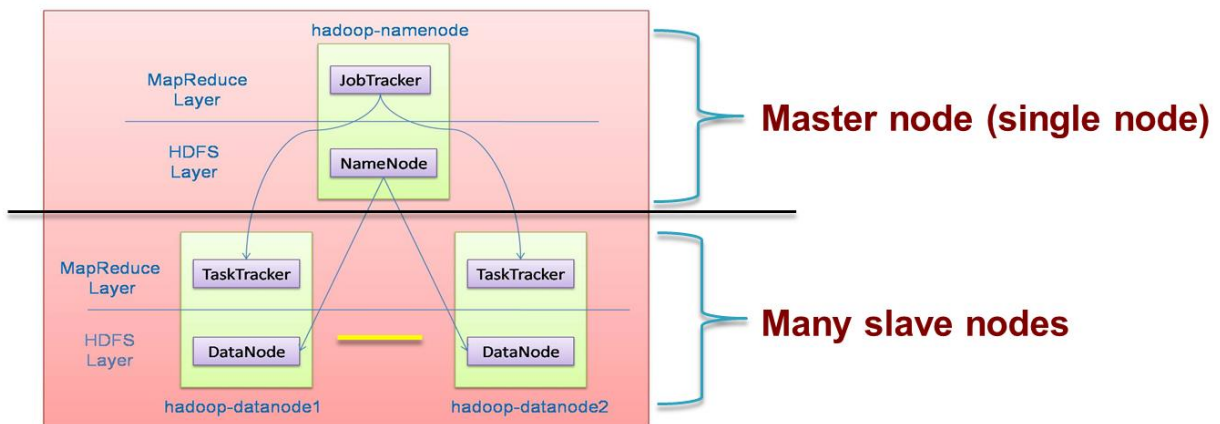 hadoop-namenode
MapReduce
Layer
JobTracker
HDFS
Layer
NameNode
Master node (single node)
MapReduce
Layer
TaskTracker
TaskTracker
HDFS
Layer
DataNode
DataNode
Many slave nodes
hadoop-datanode1
hadoop-datanode2